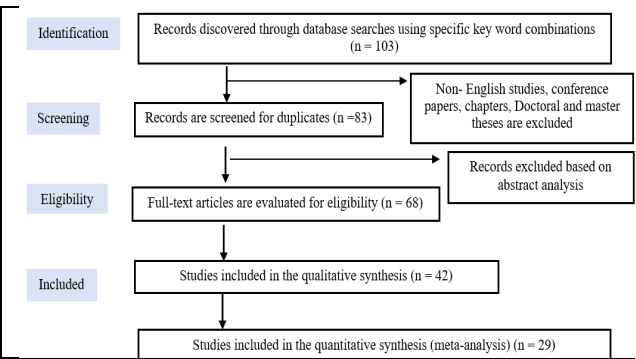 Identification
Records discovered through database searches using specific key word combinations
(n = 103)
Non- English studies, conference
papers, chapters, Doctoral and master
theses are excluded
Screening
Records are screened for duplicates (n =83)
Records excluded based on
abstract analysis
Eligibility
Full-text articles are evaluated for eligibility (n = 68)
Included
Studies included in the qualitative synthesis (n = 42)
Studies included in the quantitative synthesis (meta-analysis) (n = 29)